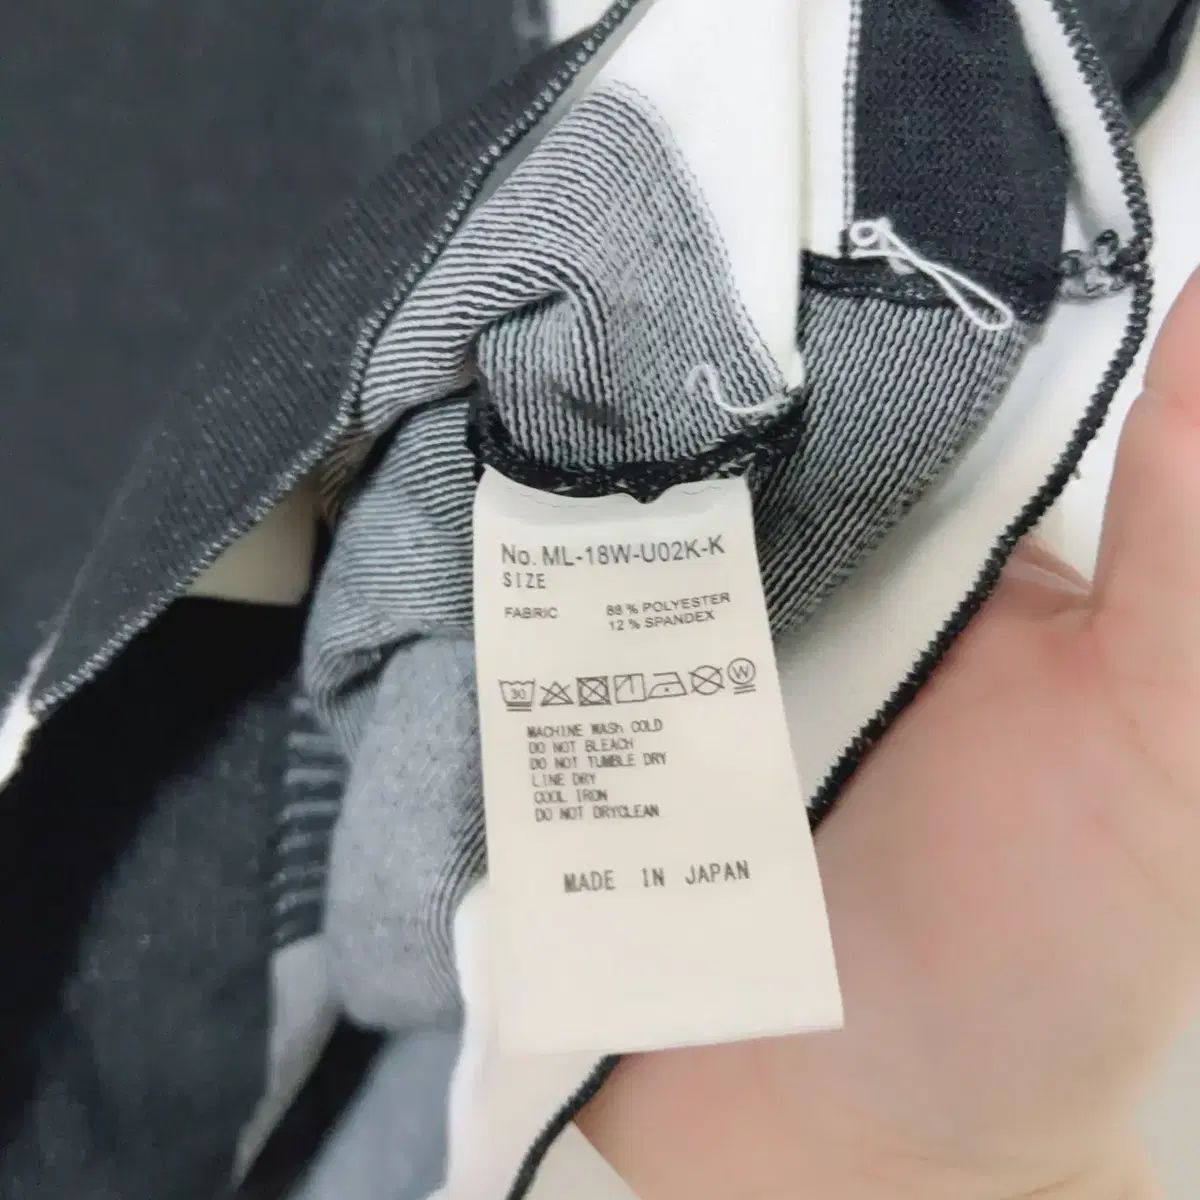 No. ML-18W-U02K-K
SIZE
FABRIC 88 % POLYESTER
12 % SPANDEX
30 W
MACHINE WASh COLD
DO NOT BLEACH
DO NOT TUMBLE DRY
LINE DRY
COOL IRON
DO NOT DRYCLEAN
MADE IN JAPAN